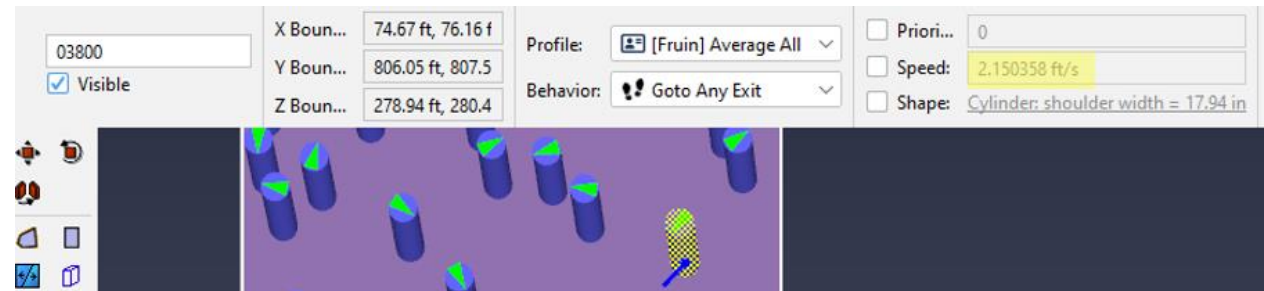 03800
Visible
X Boun... 74.67 ft, 76.16 f
Y Boun... 806.05 ft, 807.5
Z Boun... 278.94 ft, 280.4
Profile: [Fruin] Average All
Behavior: Goto Any Exit
Priori... 0
Speed: 2.150358 ft/s
Shape: Cylinder: shoulder width = 17.94 in